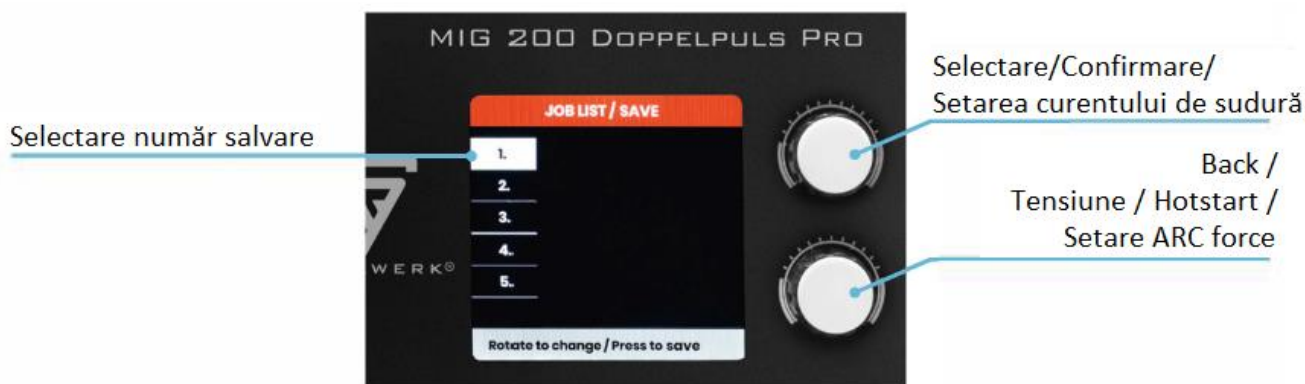 MIG 200 DOPPELPULS PRO
Selectare/Confirmare/
Setarea curentului de sudură
JOB LIST / SAVE
Selectare număr salvare
1.
2.
3.
4.
5..
Back /
Tensiune / Hotstart /
Setare ARC force
WERK®
Rotate to change / Press to save